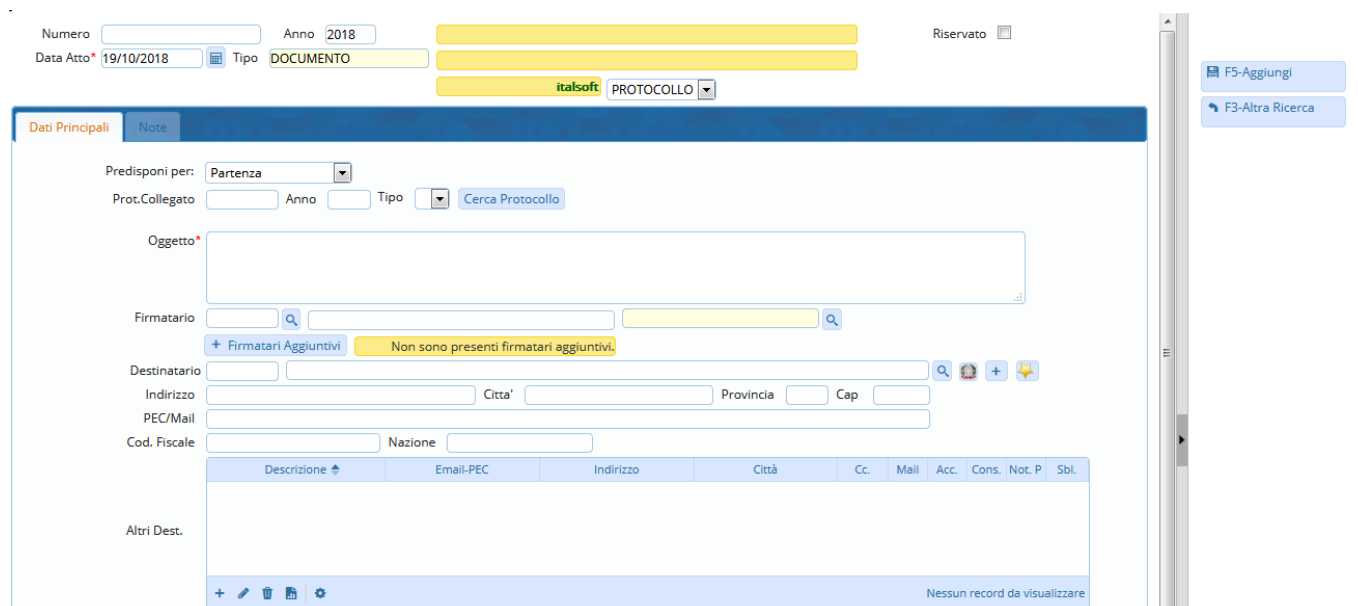 Numero Anno 2018 Riservato
Data Atto* 19/10/2018 Tipo DOCUMENTO
italsoft PROTOCOLLO
F5-Aggiungi
F3-Altra Ricerca
Dati Principali Note
Predisponi per: Partenza
Prot.Collegato Anno Tipo Cerca Protocollo
Oggetto*
Firmatario
+ Firmatari Aggiuntivi Non sono presenti firmatari aggiuntivi.
Destinatario
Indirizzo Citta' Provincia Cap
PEC/Mail
Cod. Fiscale Nazione
Descrizione Email-PEC Indirizzo Città Cc. Mail Acc. Cons. Not. P Sbl.
Altri Dest.
Nessun record da visualizzare